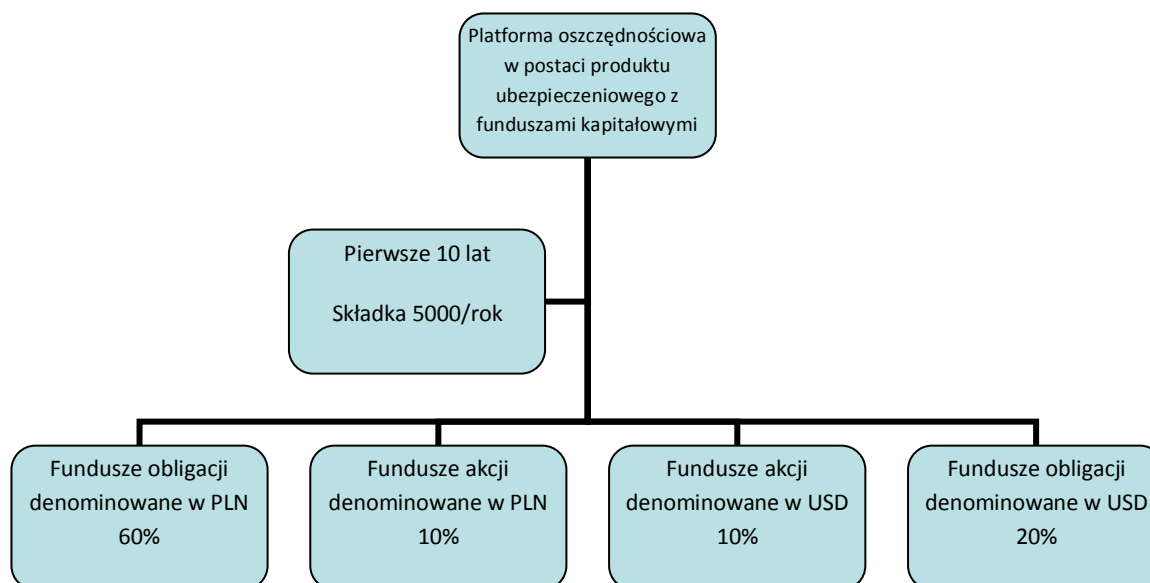 Platforma oszczędnościowa
w postaci produktu
ubezpieczeniowego z
funduszami kapitałowymi
Pierwsze 10 lat
Składka 5000/rok
Fundusze obligacji
denominowane w PLN
60%
Fundusze akcji
denominowane w PLN
10%
Fundusze akcji
denominowane w USD
10%
Fundusze obligacji
denominowane w USD
20%